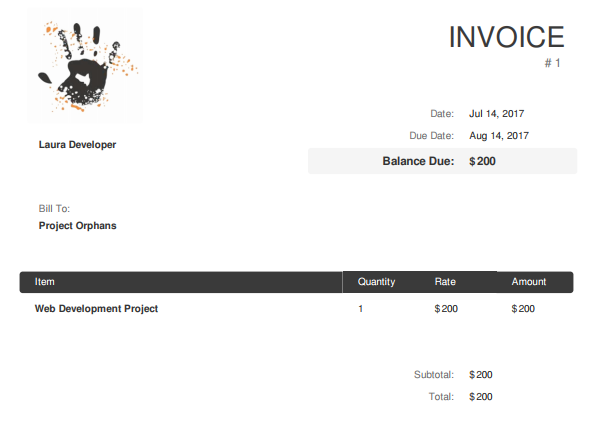 INVOICE
# 1
Date: Jul 14, 2017
Due Date: Aug 14, 2017
Laura Developer
Balance Due: $200
Bill To:
Project Orphans
Item Quantity Rate Amount
Web Development Project 1 $200 $200
Subtotal: $200
Total: $200